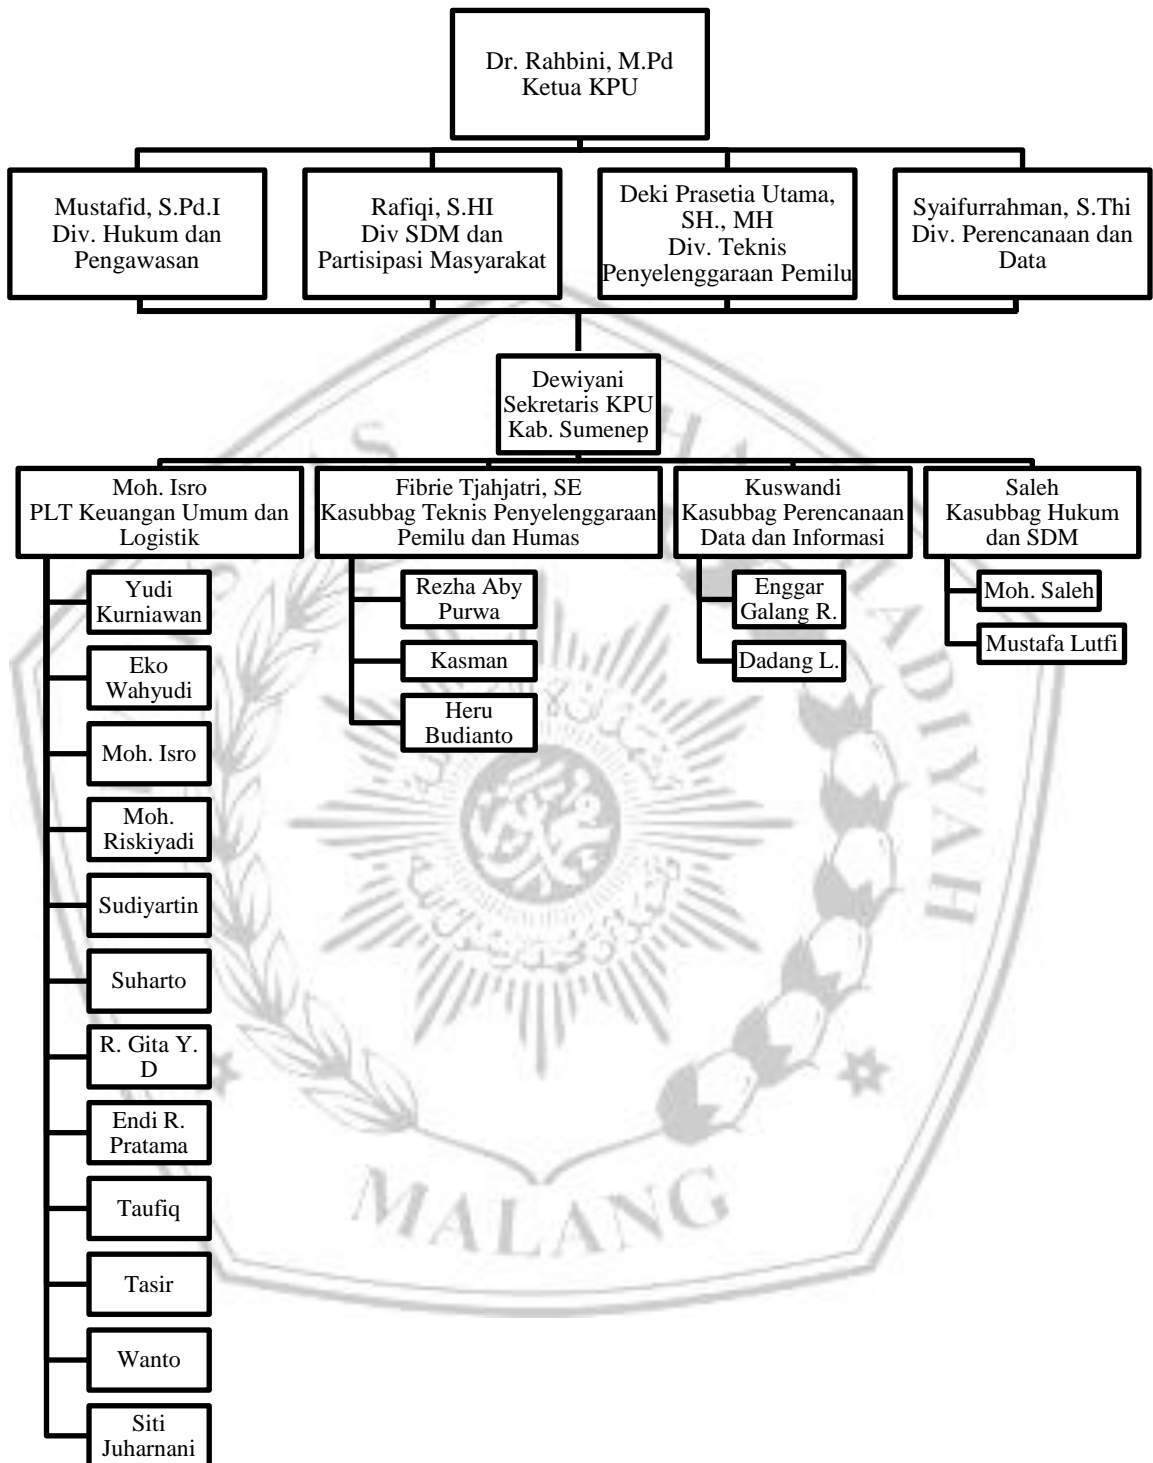 Dr. Rahbini, M.Pd
Ketua KPU
Mustafid, S.Pd.I
Div. Hukum dan
Pengawasan
Rafiqi, S.HI
Div SDM dan
Partisipasi Masyarakat
Deki Prasetia Utama,
SH., MH
Div. Teknis
Penyelenggaraan Pemilu
Syaifurrahman, S.Thi
Div. Perencanaan dan
Data
Dewiyani
Sekretaris KPU
Kab. Sumenep
Moh. Isro
PLT Keuangan Umum dan
Logistik
Yudi
Kurniawan
Eko
Wahyudi
Moh. Isro
Moh.
Riskiyadi
Sudiyartin
Suharto
R. Gita Y.
D
Endi R.
Pratama
Taufiq
Tasir
Wanto
Siti
Juharnani
Fibrie Tjahjatri, SE
Kasubbag Teknis Penyelenggaraan
Pemilu dan Humas
Rezha Aby
Purwa
Kasman
Heru
Budianto
Kuswandi
Kasubbag Perencanaan
Data dan Informasi
Enggar
Galang R.
Dadang L.
Saleh
Kasubbag Hukum
dan SDM
Moh. Saleh
Mustafa Lutfi
MALANG